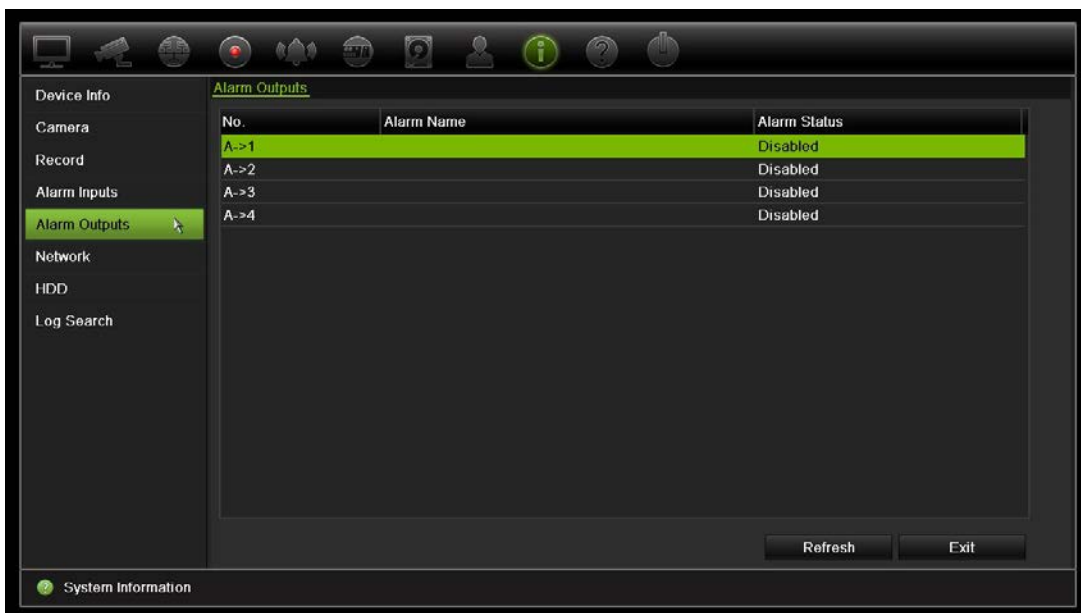 Device Info
Camera
Record
Alarm Inputs
Alarm Outputs
Network
HDD
Log Search
Alarm Outputs
No. Alarm Name Alarm Status
A->1 Disabled
A->2 Disabled
A->3 Disabled
A->4 Disabled
Refresh Exit
System Information